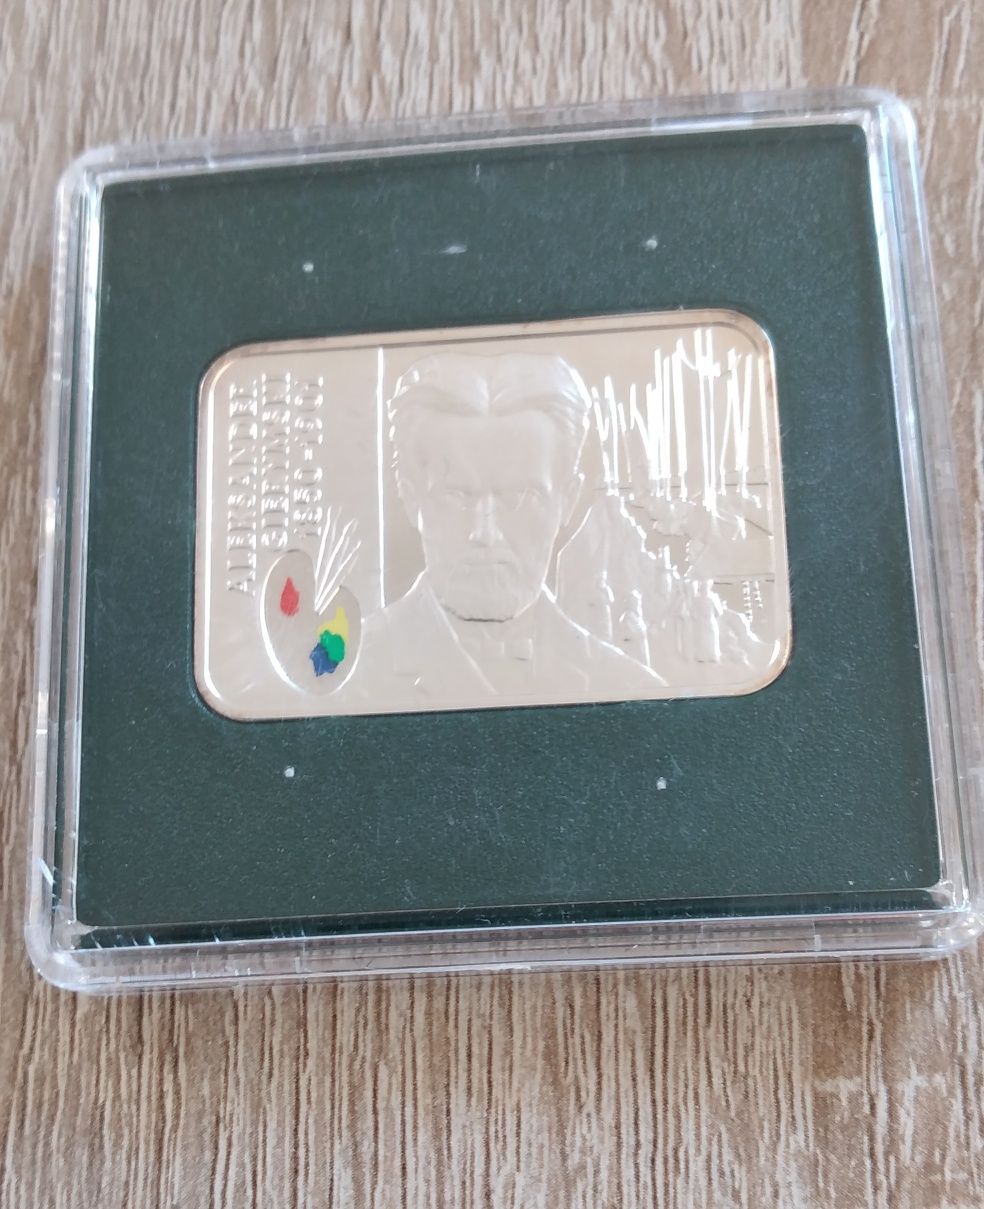 ALEKSANDER
GIERYMSKI
1850-1901